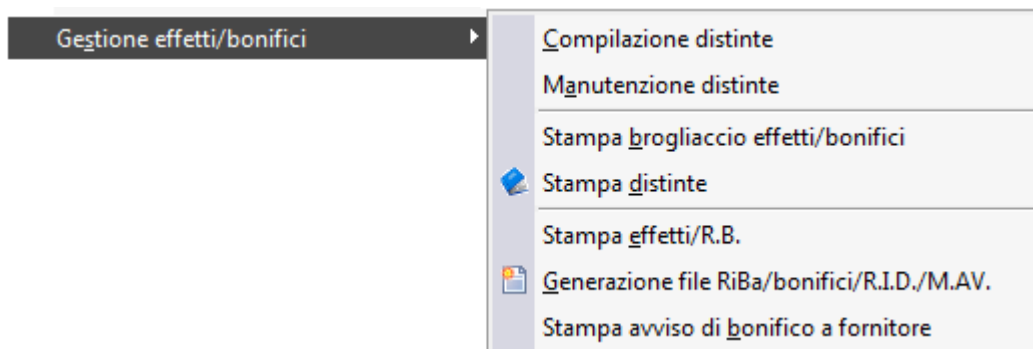 Gestione effetti/bonifici
Compilazione distinte
Manutenzione distinte
Stampa brogliaccio effetti/bonifici
Stampa distinte
Stampa effetti/R.B.
Generazione file RiBa/bonifici/R.I.D./M.AV.
Stampa avviso di bonifico a fornitore